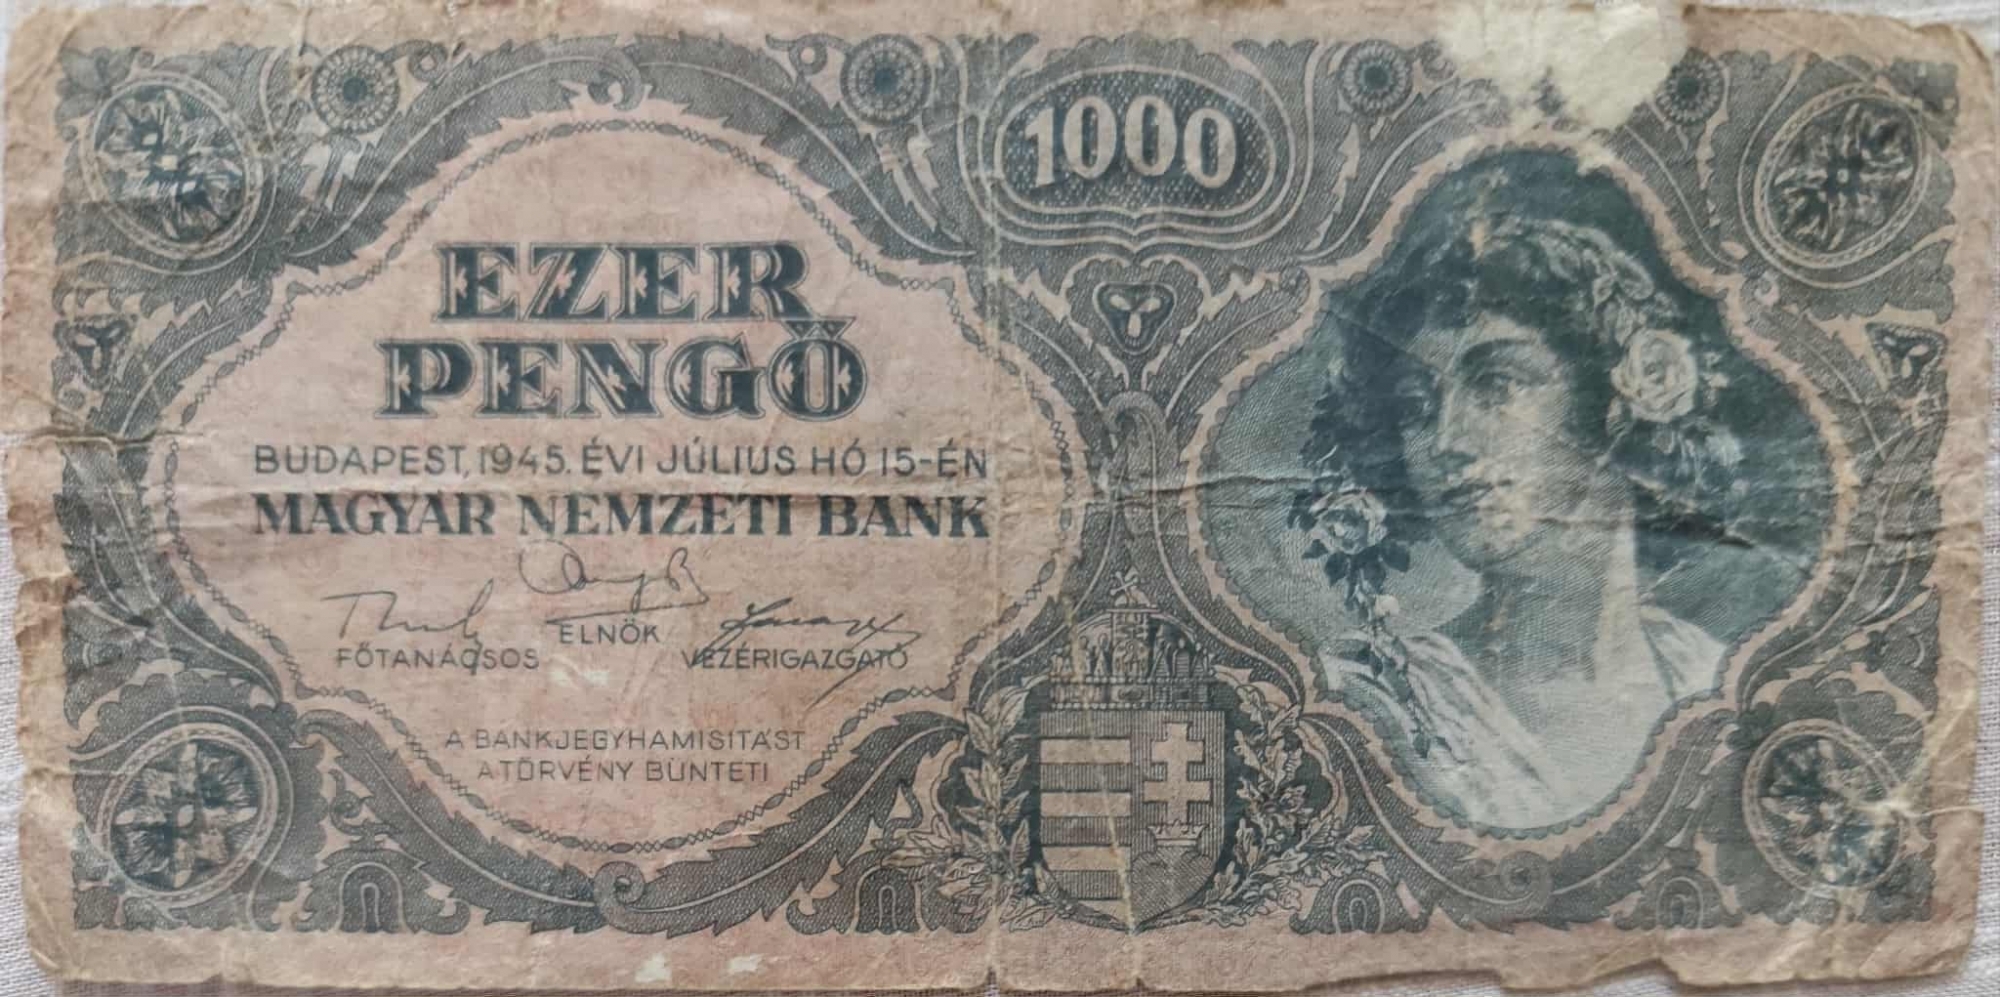 1000
EZER
PENGŐ
BUDAPEST, 1945. ÉVI JÚLIUS HÓ 15-ÉN
MAGYAR NEMZETI BANK
FŐTANÁCSOS
ELNÖK
VEZÉRIGAZGATÓ
A BANKJEGYHAMISITÁST
A TÖRVÉNY BÜNTETI